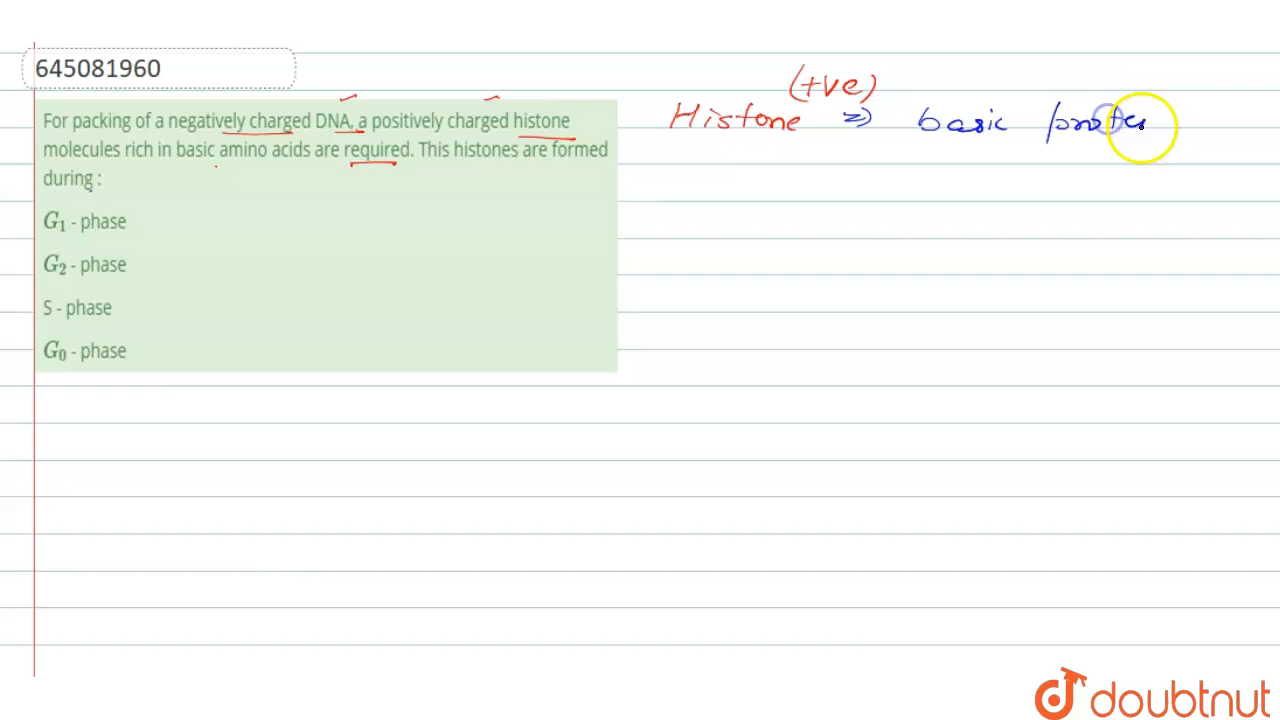 645081960
For packing of a negatively charged DNA, a positively charged histone
molecules rich in basic amino acids are required. This histones are formed
during :
G₁ - phase
G₂ - phase
S - phase
G₀ - phase
(+ve)
Histone ⇒ basic
doubtnut